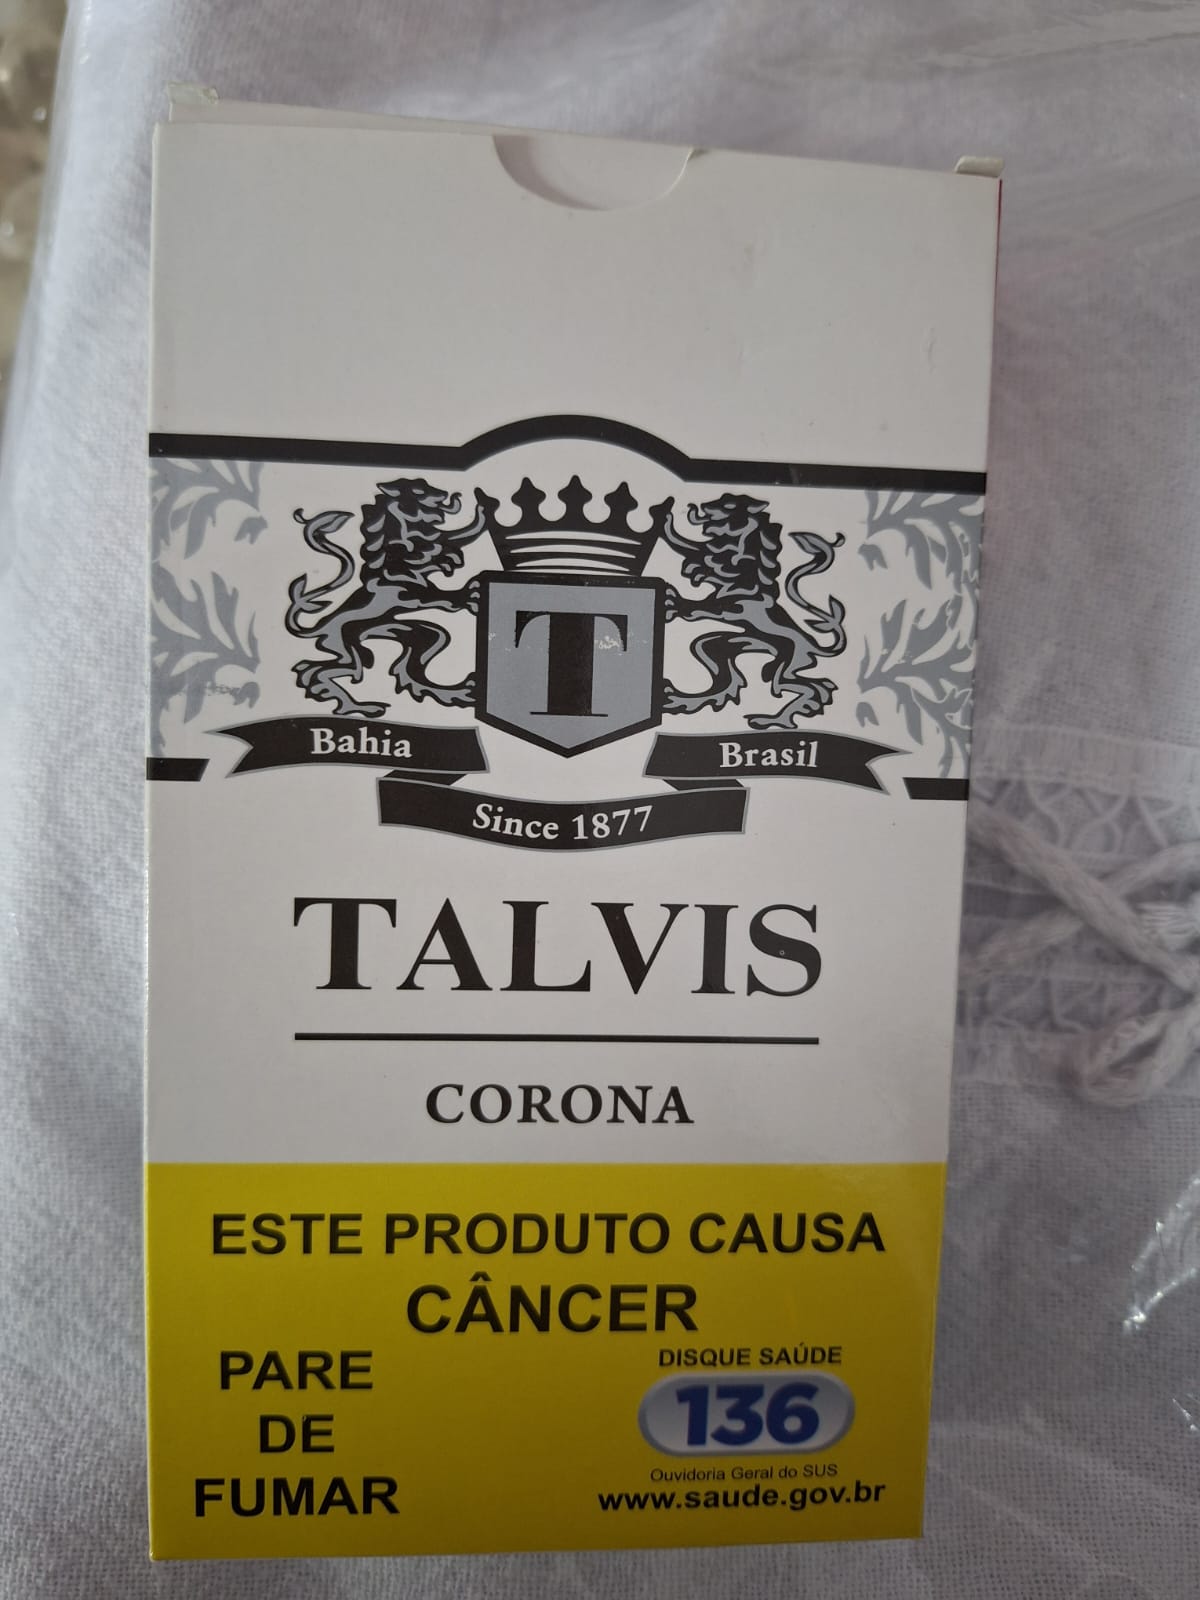 T
Bahia
Brasil
Since 1877
TALVIS
CORONA
ESTE PRODUTO CAUSA
CÂNCER
PARE
DE
FUMAR
DISQUE SAÚDE
136
Ouvidoria Geral do SUS
www.saude.gov.br